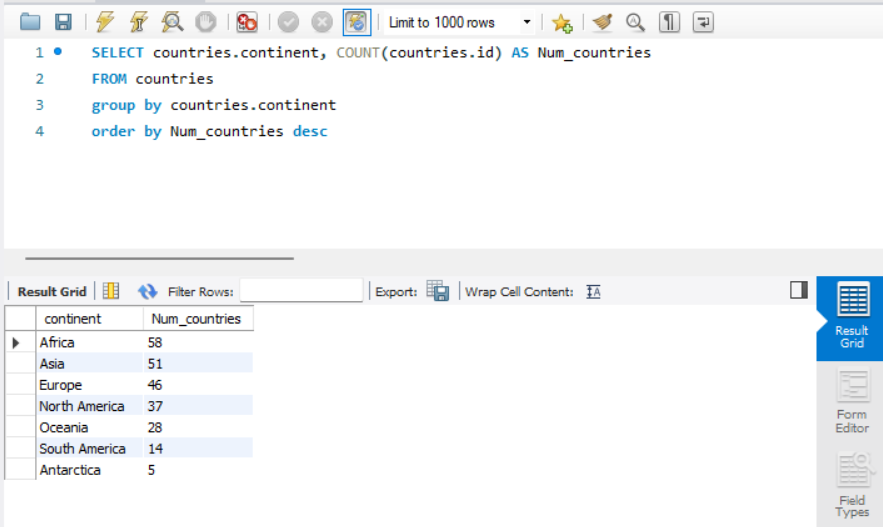 Limit to 1000 rows
1 SELECT countries.continent, COUNT(countries.id) AS Num_countries
2 FROM countries
3 group by countries.continent
4 order by Num_countries desc
Result Grid Filter Rows: Export: Wrap Cell Content: IA
continent Num_countries
Africa 58
Asia 51
Europe 46
North America 37
Oceania 28
South America 14
Antarctica 5
Result
Grid
Form
Editor
Field
Types